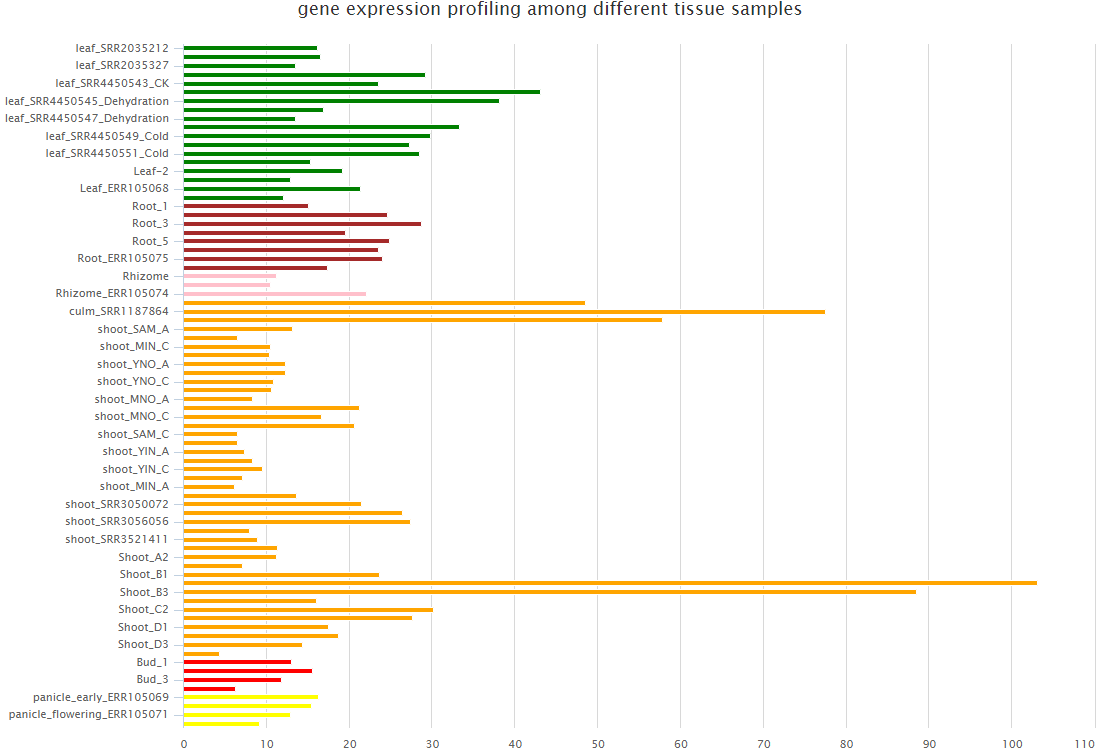 gene expression profiling among different tissue samples
leaf_SRR2035212
leaf_SRR2035327
leaf_SRR4450543_CK
leaf_SRR4450545_Dehydration
leaf_SRR4450547_Dehydration
leaf_SRR4450549_Cold
leaf_SRR4450551_Cold
Leaf-2
Leaf_ERR105068
Root_1
Root_3
Root_5
Root_ERR105075
Rhizome
Rhizome_ERR105074
culm_SRR1187864
shoot_SAM_A
shoot_MIN_C
shoot_YNO_A
shoot_YNO_C
shoot_MNO_A
shoot_MNO_C
shoot_SAM_C
shoot_YIN_A
shoot_YIN_C
shoot_MIN_A
shoot_SRR3050072
shoot_SRR3056056
shoot_SRR3521411
Shoot_A2
Shoot_B1
Shoot_B3
Shoot_C2
Shoot_D1
Shoot_D3
Bud_1
Bud_3
panicle_early_ERR105069
panicle_flowering_ERR105071
0 10 20 30 40 50 60 70 80 90 100 110